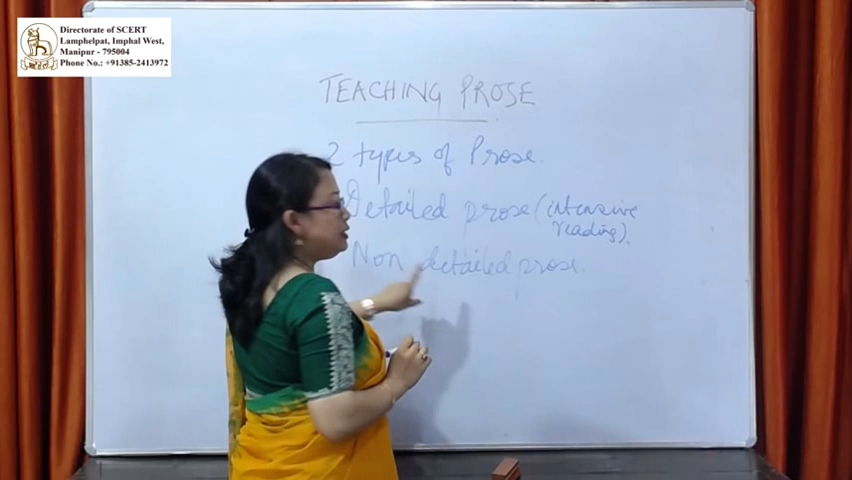 Directorate of SCERT
Lamphelpat, Imphal West,
Manipur - 795004
Phone No.: +91385-2413972
TEACHING PROSE
2 types of Prose.
Detailed prose (intensive
reading).
Non detailed prose.